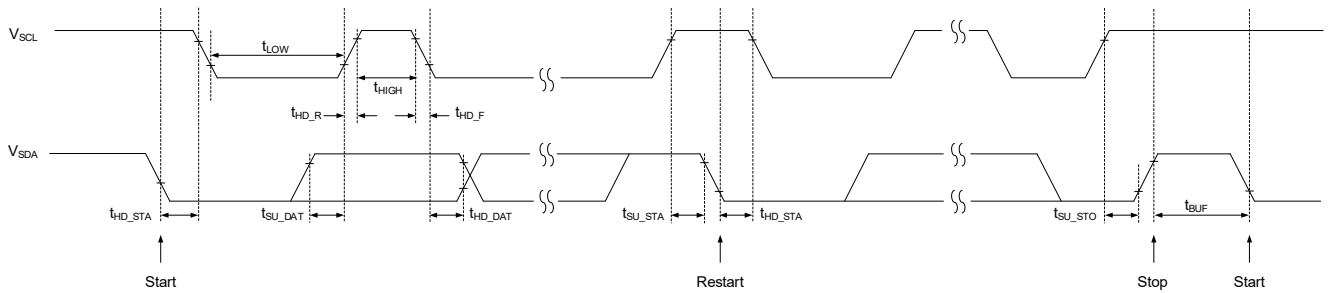 VSCL
tLOW
tHIGH
tHD_R
tHD_F
VSDA
tHD_STA
tSU_DAT
tHD_DAT
tSU_STA
tHD_STA
tSU_STO
tBUF
Start
Restart
Stop
Start